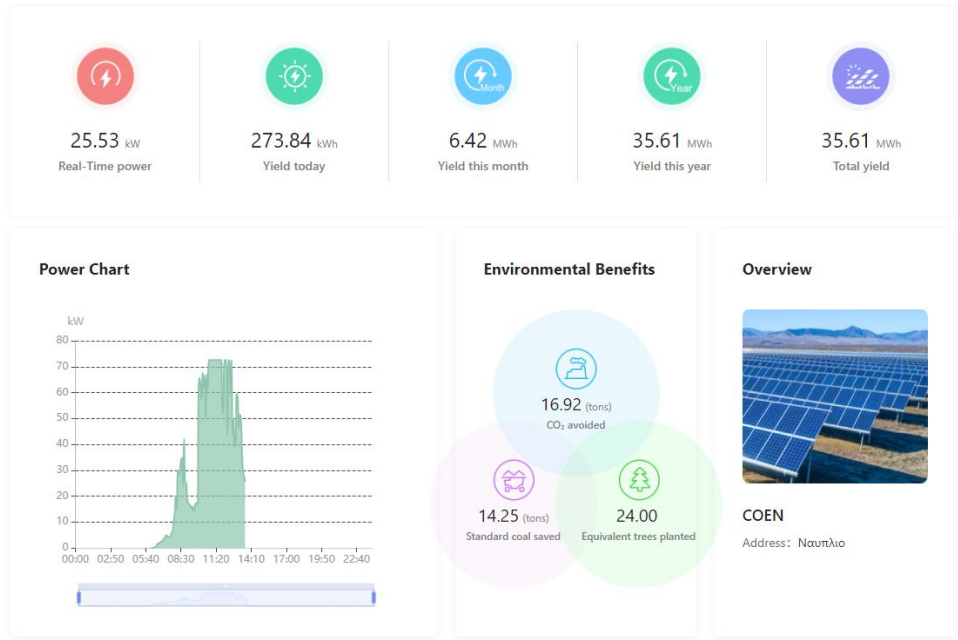 Month
Year
25.53 kW
273.84 kWh
6.42 MWh
35.61 MWh
35.61 MWh
Real-Time power
Yield today
Yield this month
Yield this year
Total yield
Power Chart
kW
80
70
60
50
40
30
20
10
0
00:00 02:50 05:40 08:30 11:20 14:10 17:00 19:50 22:40
Environmental Benefits
16.92 (tons)
CO₂ avoided
14.25 (tons)
Standard coal saved
24.00
Equivalent trees planted
Overview
COEN
Address: Ναυπλιο